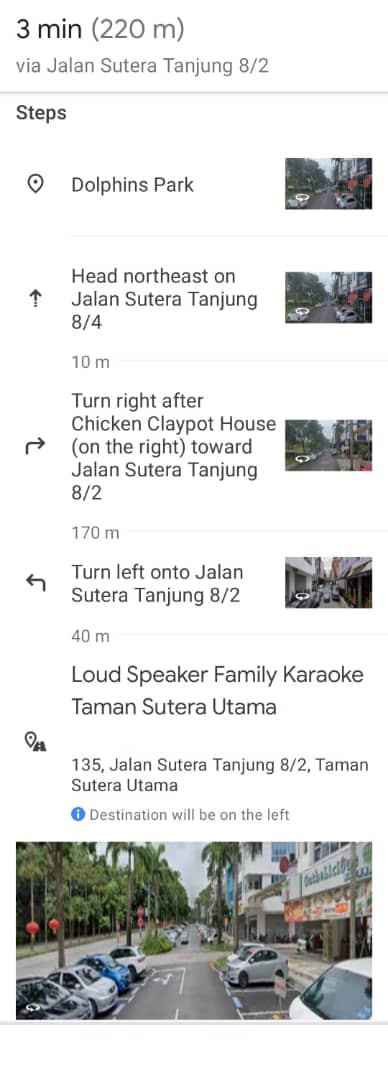 3 min (220 m)
via Jalan Sutera Tanjung 8/2
Steps
Dolphins Park
Head northeast on
Jalan Sutera Tanjung
8/4
10 m
Turn right after
Chicken Claypot House
(on the right) toward
Jalan Sutera Tanjung
8/2
170 m
Turn left onto Jalan
Sutera Tanjung 8/2
40 m
Loud Speaker Family Karaoke
Taman Sutera Utama
135, Jalan Sutera Tanjung 8/2, Taman
Sutera Utama
Destination will be on the left